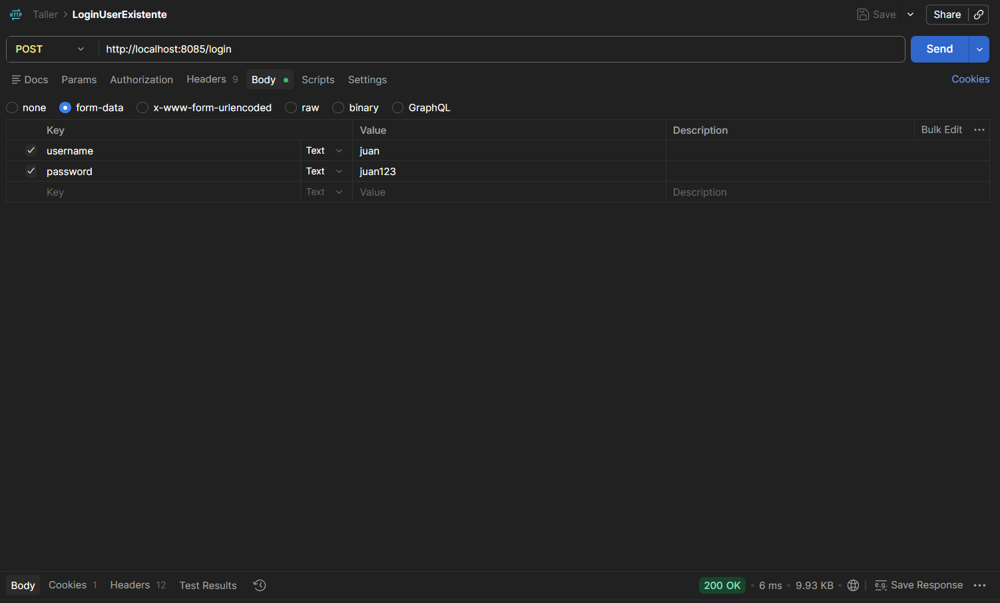 HTTP Taller > LoginUserExistente Save Share
POST http://localhost:8085/login Send
Docs Params Authorization Headers 9 Body Scripts Settings Cookies
none form-data x-www-form-urlencoded raw binary GraphQL
Key Value Description Bulk Edit
username Text juan
password Text juan123
Key Text Value Description
Body Cookies 1 Headers 12 Test Results 200 OK • 6 ms • 9.93 KB • e.g. Save Response